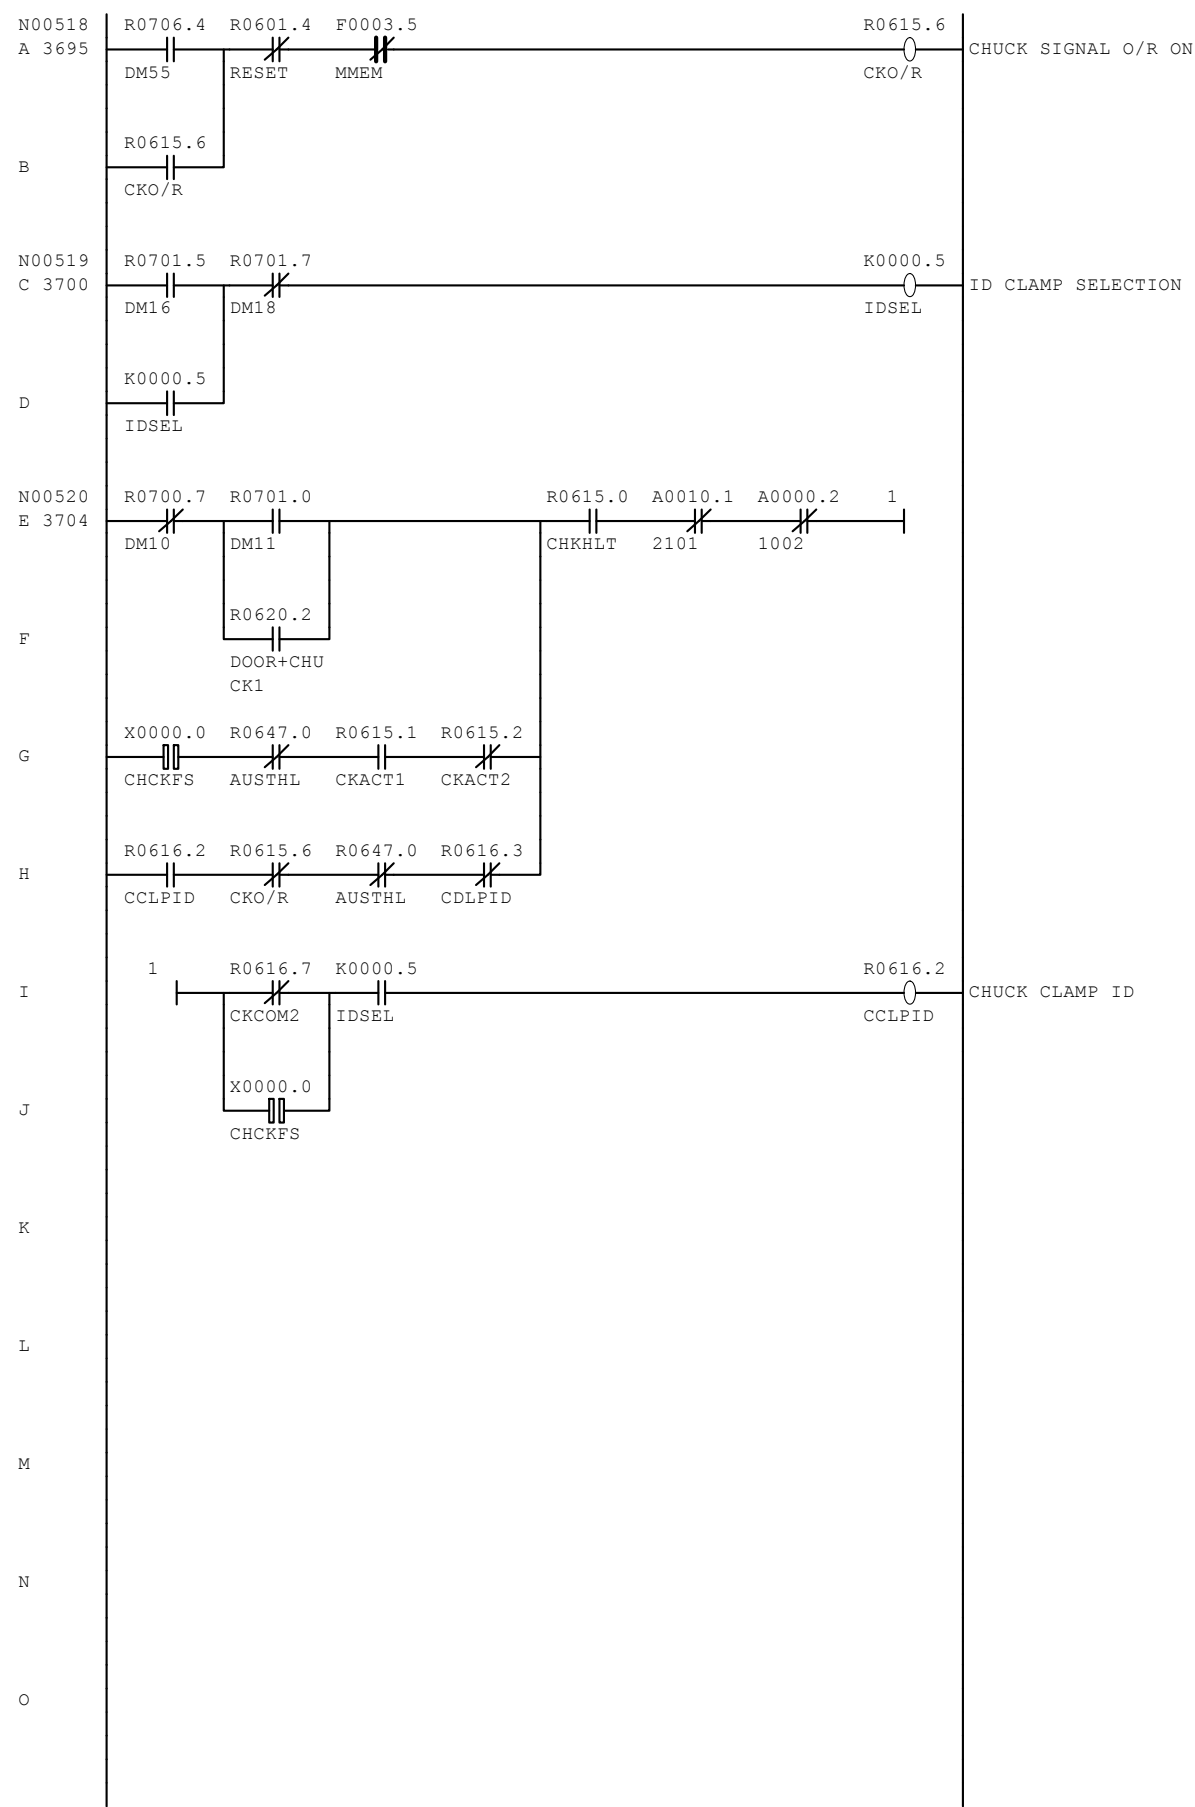 N00518 R0706.4 R0601.4 F0003.5 R0615.6
A 3695 CHUCK SIGNAL O/R ON
DM55 RESET MMEM CKO/R
R0615.6
B
CKO/R
N00519 R0701.5 R0701.7 K0000.5
C 3700 ID CLAMP SELECTION
DM16 DM18 IDSEL
K0000.5
D
IDSEL
N00520 R0700.7 R0701.0 R0615.0 A0010.1 A0000.2 1
E 3704
DM10 DM11 CHKHLT 2101 1002
R0620.2
F
DOOR+CHU
CK1
X0000.0 R0647.0 R0615.1 R0615.2
G
CHCKFS AUSTHL CKACT1 CKACT2
R0616.2 R0615.6 R0647.0 R0616.3
H
CCLPID CKO/R AUSTHL CDLPID
1 R0616.7 K0000.5 R0616.2
I CHUCK CLAMP ID
CKCOM2 IDSEL CCLPID
X0000.0
J
CHCKFS
K
L
M
N
O